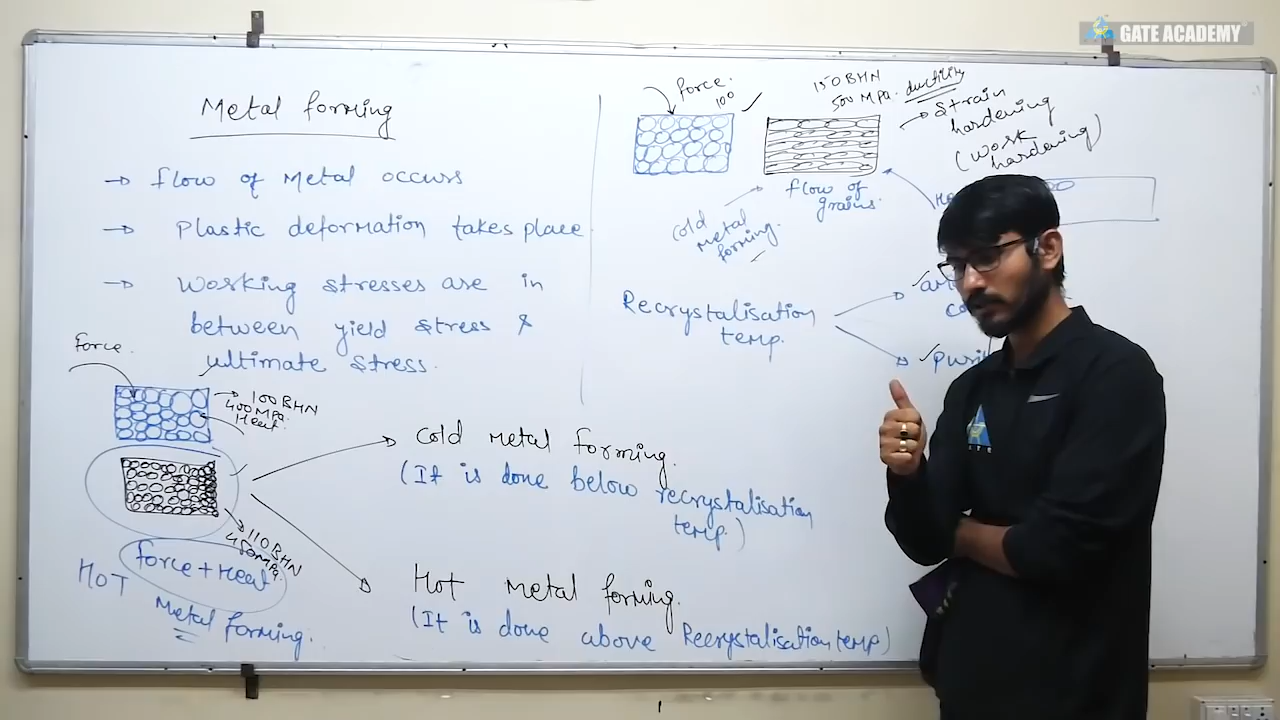 GATE ACADEMY
Metal forming
→ flow of Metal occurs
→ Plastic deformation takes place
→ Working stresses are in
between yield stress &
ultimate stress.
Force.
100 BHN
400 MPa.
Heat
110 BHN
450 MPa.
Force + Heat
HOT
Metal forming.
Cold Metal forming.
(It is done below recrystalisation
temp.)
Hot Metal forming.
(It is done above Recrystalisation temp)
force.
100
150 BHN
500 MPa. ductility
→ strain
hardening
(work
hardening)
flow of
grains.
cold
metal
forming.
Recrystalisation
temp.